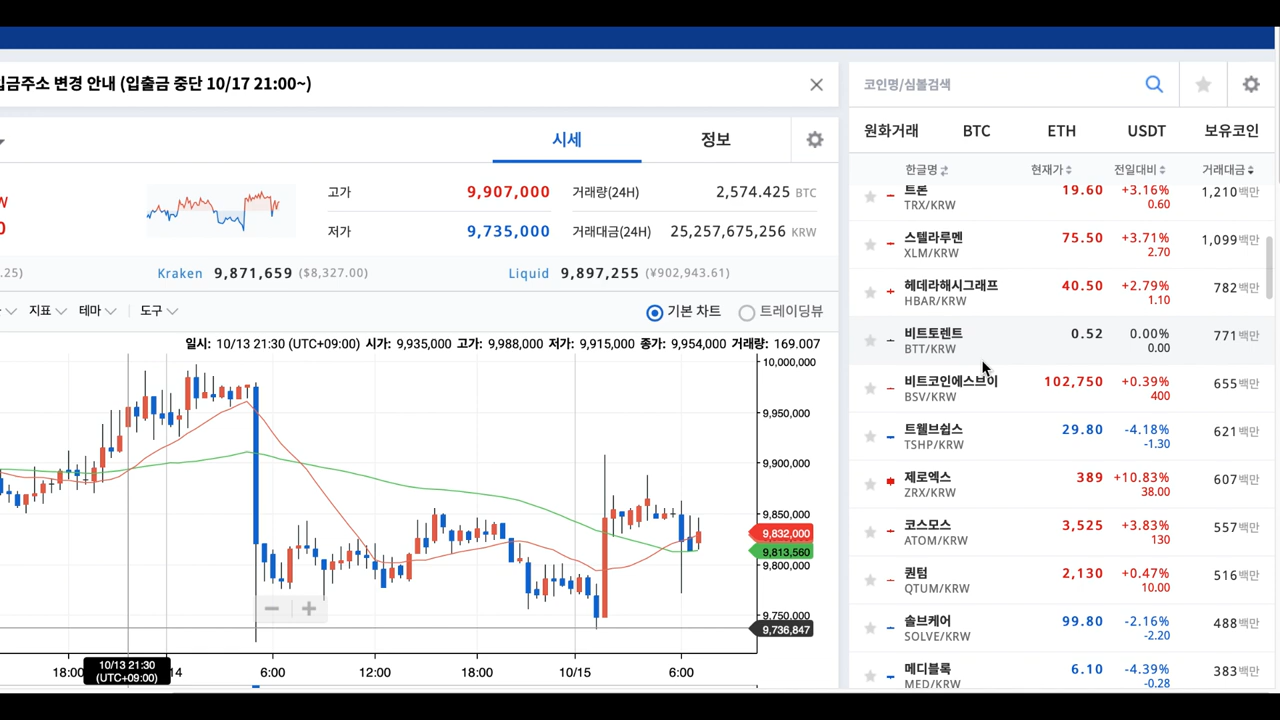 입금주소 변경 안내 (입출금 중단 10/17 21:00~)
시세 정보
W
0
고가 9,907,000 거래량(24H) 2,574.425 BTC
저가 9,735,000 거래대금(24H) 25,257,675,256 KRW
.25) Kraken 9,871,659 ($8,327.00) Liquid 9,897,255 (¥902,943.61)
지표 테마 도구 기본 차트 트레이딩뷰
일시: 10/13 21:30 (UTC+09:00) 시가: 9,935,000 고가: 9,988,000 저가: 9,915,000 종가: 9,954,000 거래량: 169.007
10,000,000
9,950,000
9,900,000
9,850,000
9,832,000
9,813,560
9,800,000
9,750,000
9,736,847
18:00 10/13 21:30 14 6:00 12:00 18:00 10/15 6:00
(UTC+09:00)
코인명/심볼검색
원화거래 BTC ETH USDT 보유코인
한글명 현재가 전일대비 거래대금
트론 19.60 +3.16% 1,210백만
TRX/KRW 0.60
스텔라루멘 75.50 +3.71% 1,099백만
XLM/KRW 2.70
헤데라해시그래프 40.50 +2.79% 782백만
HBAR/KRW 1.10
비트토렌트 0.52 0.00% 771백만
BTT/KRW 0.00
비트코인에스브이 102,750 +0.39% 655백만
BSV/KRW 400
트웰브쉽스 29.80 -4.18% 621백만
TSHP/KRW -1.30
제로엑스 389 +10.83% 607백만
ZRX/KRW 38.00
코스모스 3,525 +3.83% 557백만
ATOM/KRW 130
퀀텀 2,130 +0.47% 516백만
QTUM/KRW 10.00
솔브케어 99.80 -2.16% 488백만
SOLVE/KRW -2.20
메디블록 6.10 -4.39% 383백만
MED/KRW -0.28